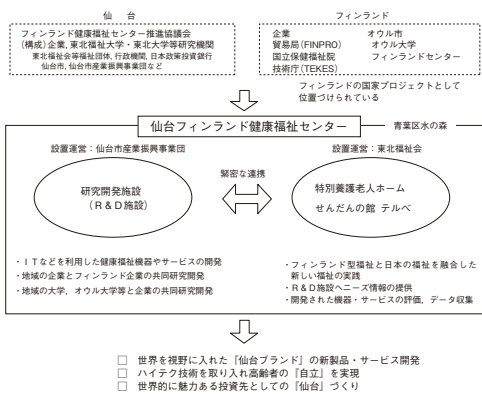 仙　台
フィンランド健康福祉センター推進協議会
(構成)企業,東北福祉大学・東北大学等研究機関
東北福祉会等福祉団体,行政機関,日本政策投資銀行
仙台市,仙台市産業振興事業団など
フィンランド
企業　オウル市
貿易局(FINPRO)　オウル大学
国立保健福祉院　フィンランドセンター
技術庁(TEKES)
フィンランドの国家プロジェクトとして
位置づけられている
仙台フィンランド健康福祉センター
青葉区水の森
設置運営：仙台市産業振興事業団
研究開発施設
(Ｒ＆Ｄ施設)
緊密な連携
設置運営：東北福祉会
特別養護老人ホーム
せんだんの館 テルベ
・ＩＴなどを利用した健康福祉機器やサービスの開発
・地域の企業とフィンランド企業の共同研究開発
・地域の大学，オウル大学等と企業の共同研究開発
・フィンランド型福祉と日本の福祉を融合した
新しい福祉の実践
・Ｒ＆Ｄ施設へニーズ情報の提供
・開発された機器・サービスの評価，データ収集
□ 世界を視野に入れた『仙台ブランド』の新製品・サービス開発
□ ハイテク技術を取り入れ高齢者の『自立』を実現
□ 世界的に魅力ある投資先としての『仙台』づくり